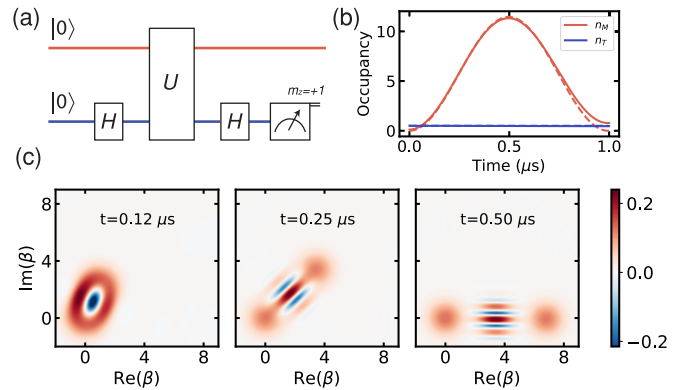 (a)
|0⟩
|0⟩
H
U
H
m_z=+1
(b)
n_M
n_T
Occupancy
10
5
0
0.0
0.5
1.0
Time (μs)
(c)
t=0.12 μs
t=0.25 μs
t=0.50 μs
Im(β)
8
4
0
0
4
8
0
4
8
0
4
8
Re(β)
Re(β)
Re(β)
0.2
0.0
−0.2